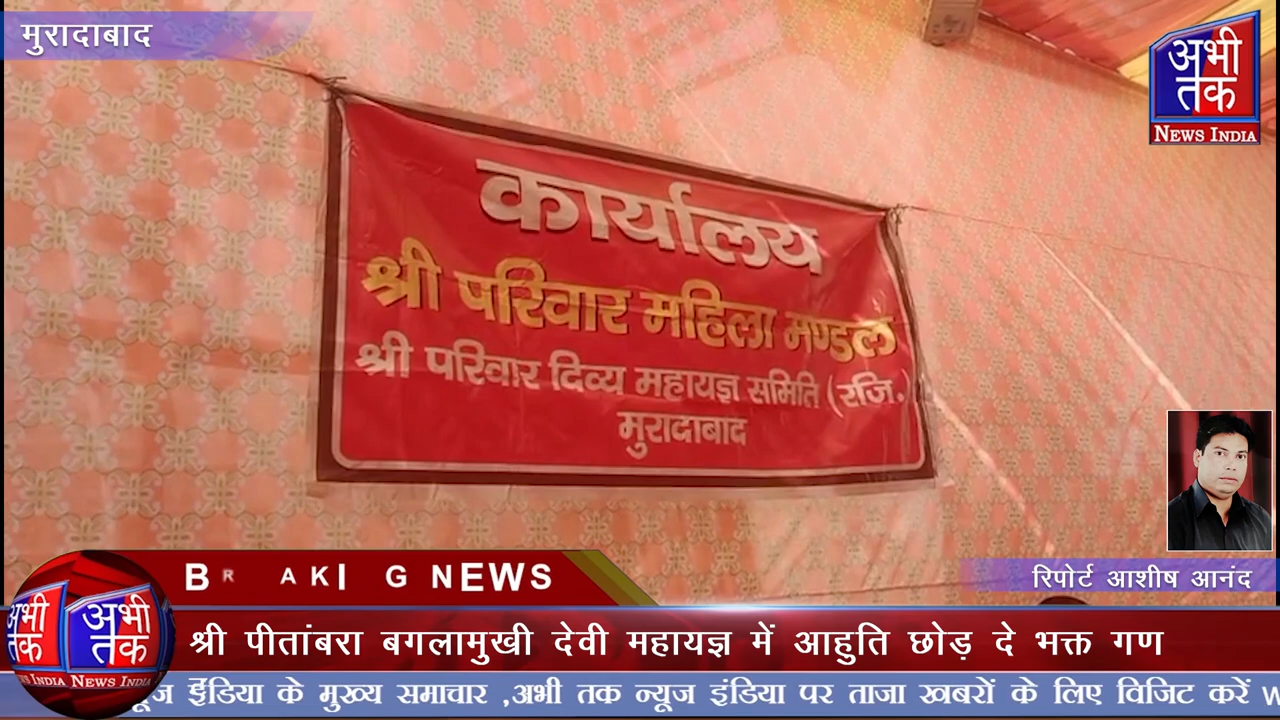 मुरादाबाद
अभी
तक
NEWS INDIA
कार्यालय
श्री परिवार महिला मण्डल
श्री परिवार दिव्य महायज्ञ समिति (रजि.)
मुरादाबाद
रिपोर्ट आशीष आनंद
BR AKI G NEWS
अभी अभी
तक तक
NEWS INDIA NEWS INDIA
श्री पीतांबरा बगलामुखी देवी महायज्ञ में आहुति छोड़ दे भक्त गण
के मुख्य समाचार ,अभी तक न्यूज इंडिया पर ताजा खबरों के लिए विजिट करें